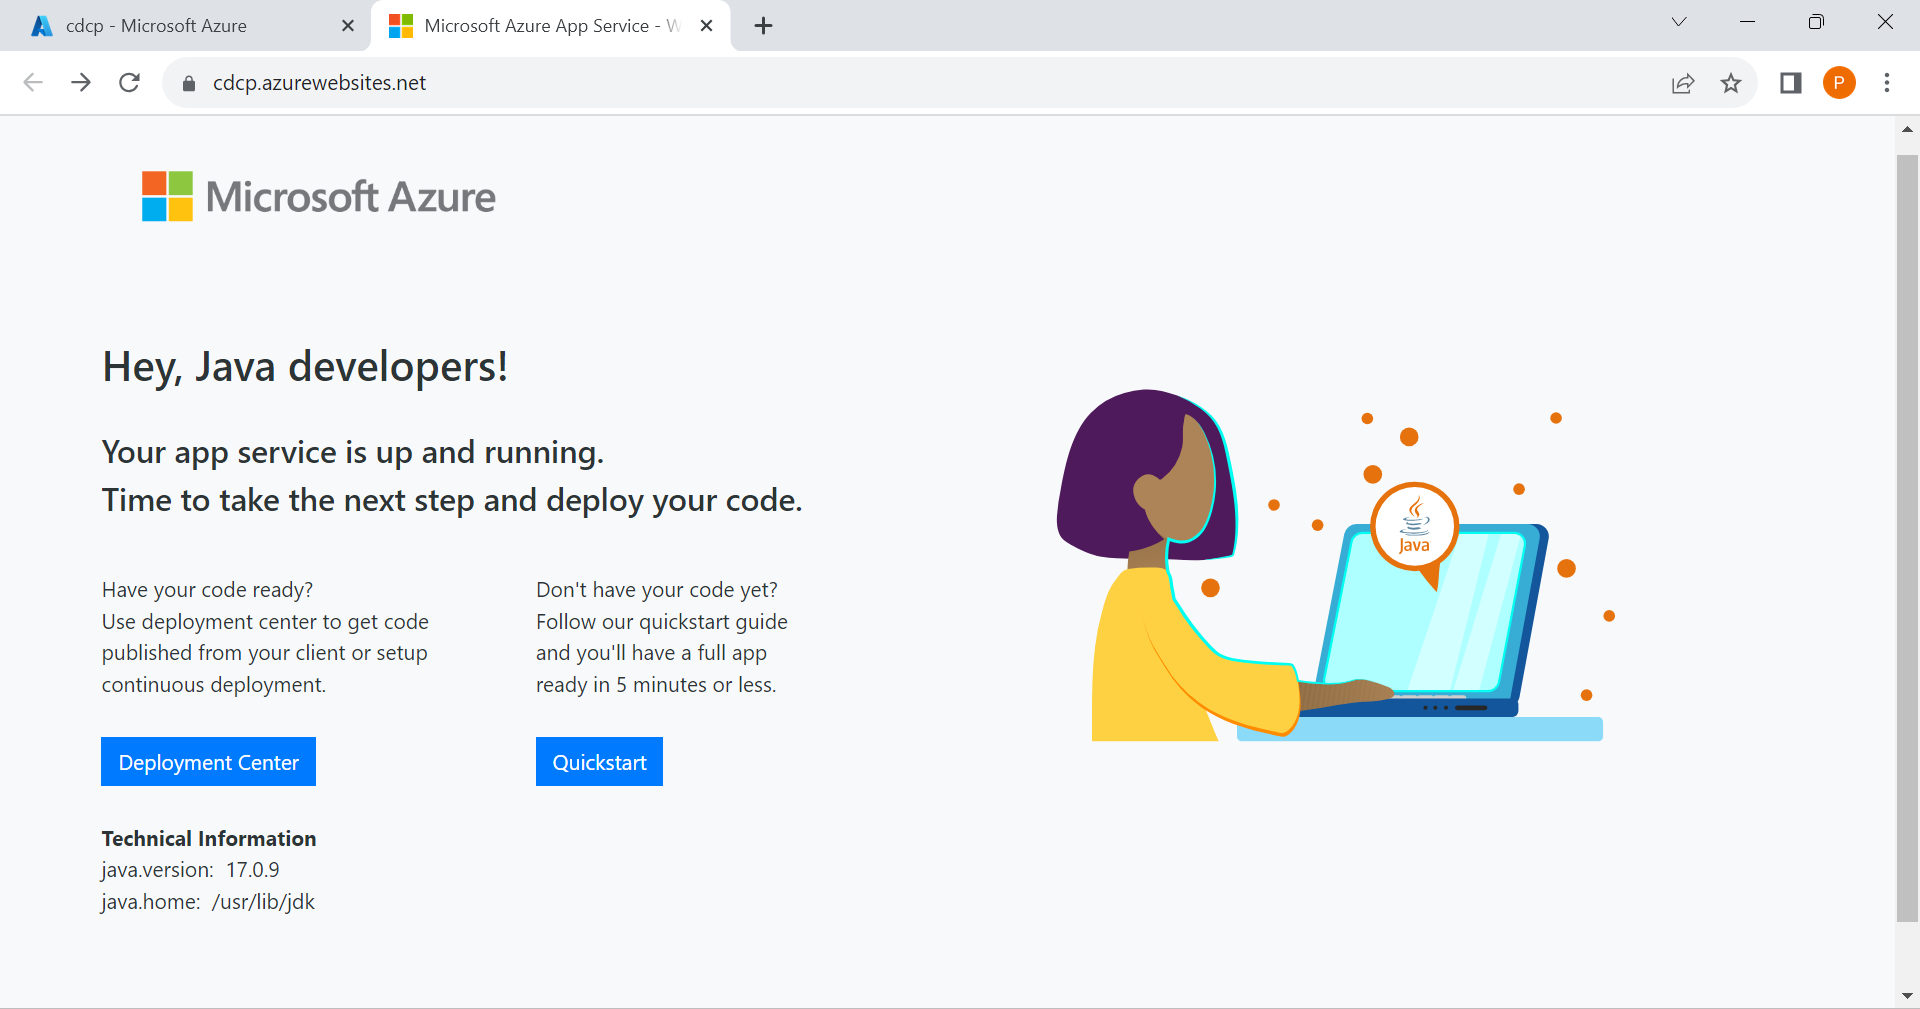 cdcp - Microsoft Azure
Microsoft Azure App Service - W
cdcp.azurewebsites.net
P
Microsoft Azure
Hey, Java developers!
Your app service is up and running.
Time to take the next step and deploy your code.
Have your code ready?
Use deployment center to get code
published from your client or setup
continuous deployment.
Deployment Center
Don't have your code yet?
Follow our quickstart guide
and you'll have a full app
ready in 5 minutes or less.
Quickstart
Technical Information
java.version: 17.0.9
java.home: /usr/lib/jdk
Java